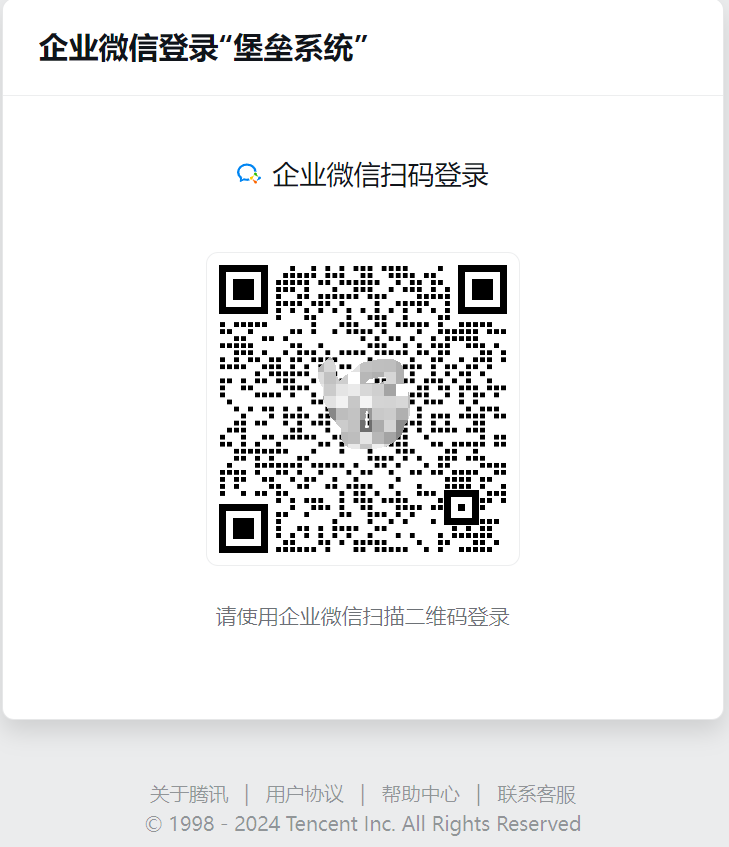 企业微信登录“堡垒系统”
企业微信扫码登录
请使用企业微信扫描二维码登录
关于腾讯 | 用户协议 | 帮助中心 | 联系客服
© 1998 - 2024 Tencent Inc. All Rights Reserved